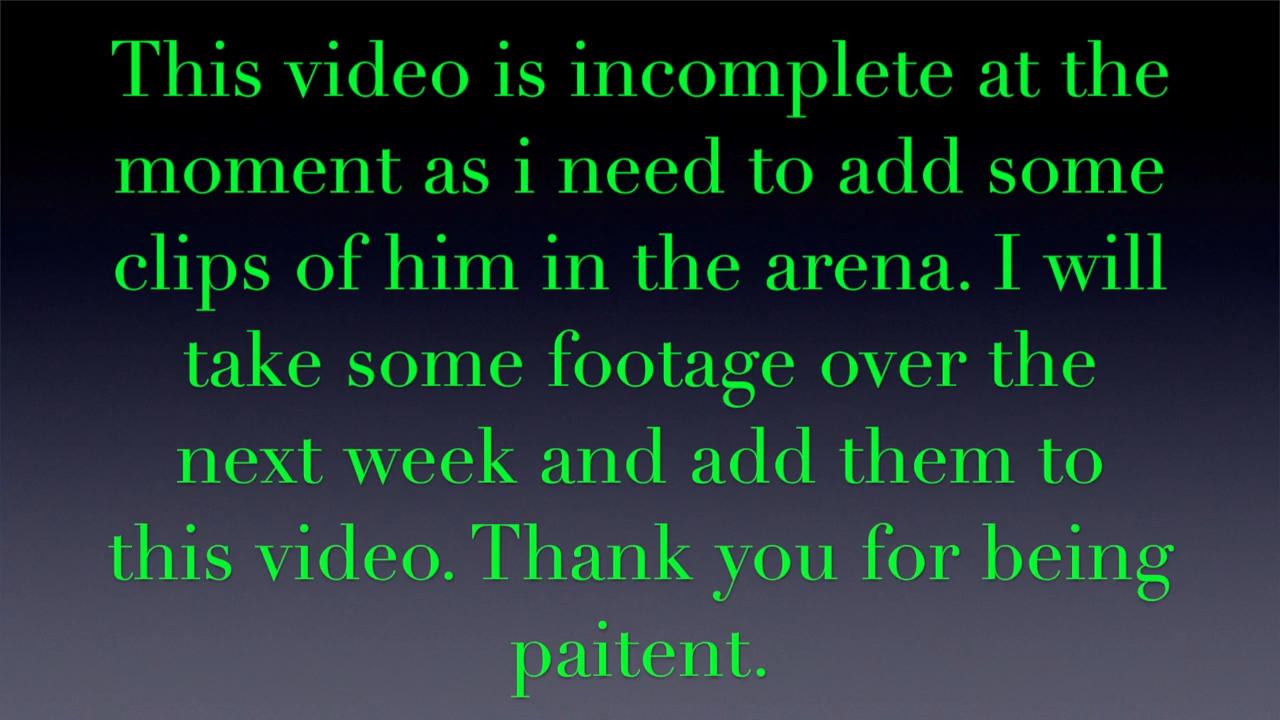 This video is incomplete at the
moment as i need to add some
clips of him in the arena. I will
take some footage over the
next week and add them to
this video. Thank you for being
paitent.